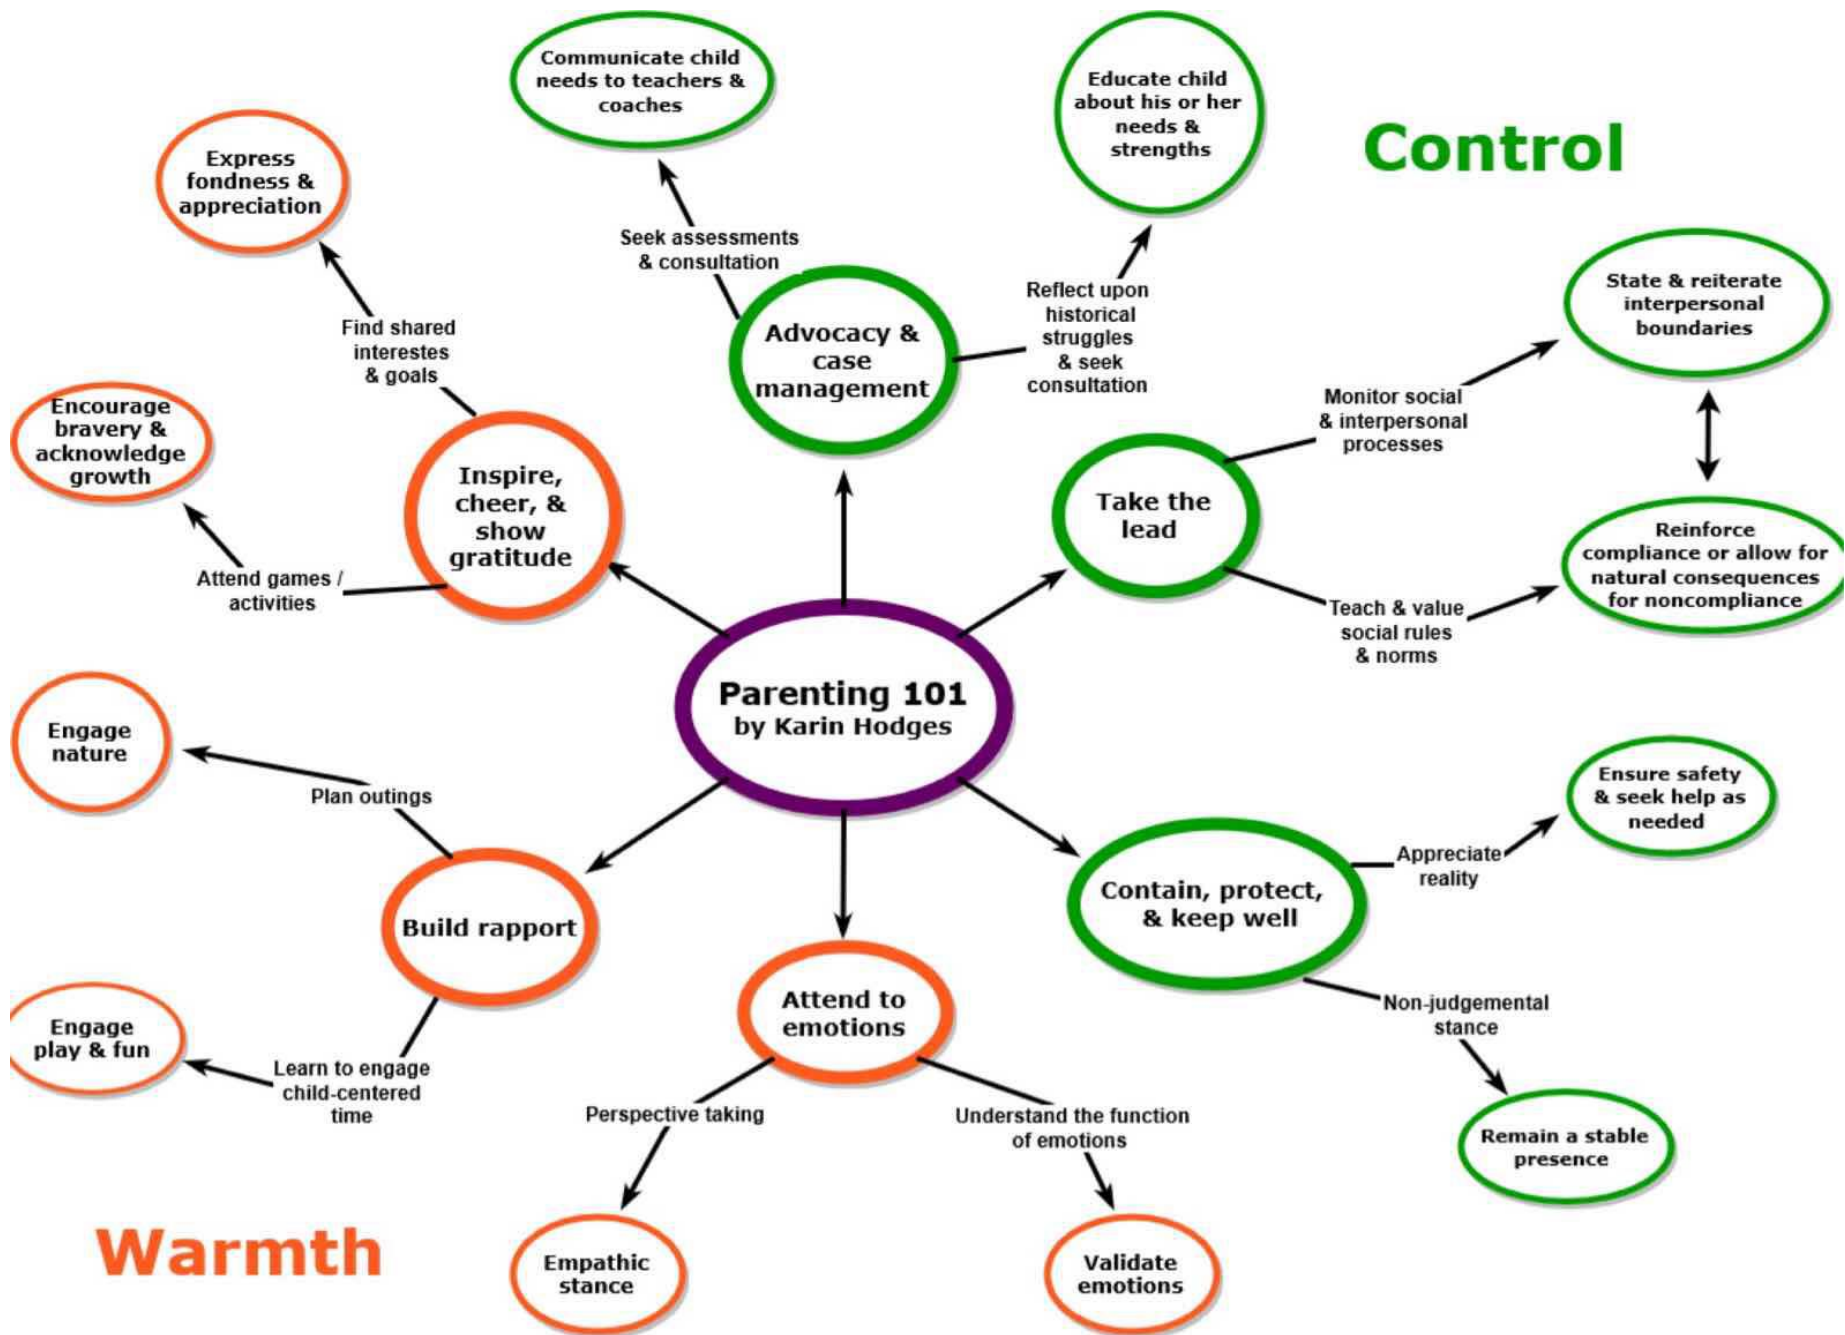 Communicate child
needs to teachers &
coaches
Educate child
about his or her
needs &
strengths
Control
Express
fondness &
appreciation
Seek assessments
& consultation
Reflect upon
historical
struggles
& seek
consultation
State & reiterate
interpersonal
boundaries
Find shared
interestes
& goals
Advocacy &
case
management
Monitor social
& interpersonal
processes
Encourage
bravery &
acknowledge
growth
Inspire,
cheer, &
show
gratitude
Take the
lead
Reinforce
compliance or allow for
natural consequences
for noncompliance
Attend games /
activities
Teach & value
social rules
& norms
Parenting 101
by Karin Hodges
Engage
nature
Plan outings
Ensure safety
& seek help as
needed
Appreciate
reality
Build rapport
Contain, protect,
& keep well
Attend to
emotions
Non-judgemental
stance
Engage
play & fun
Learn to engage
child-centered
time
Perspective taking
Understand the function
of emotions
Remain a stable
presence
Warmth
Empathic
stance
Validate
emotions